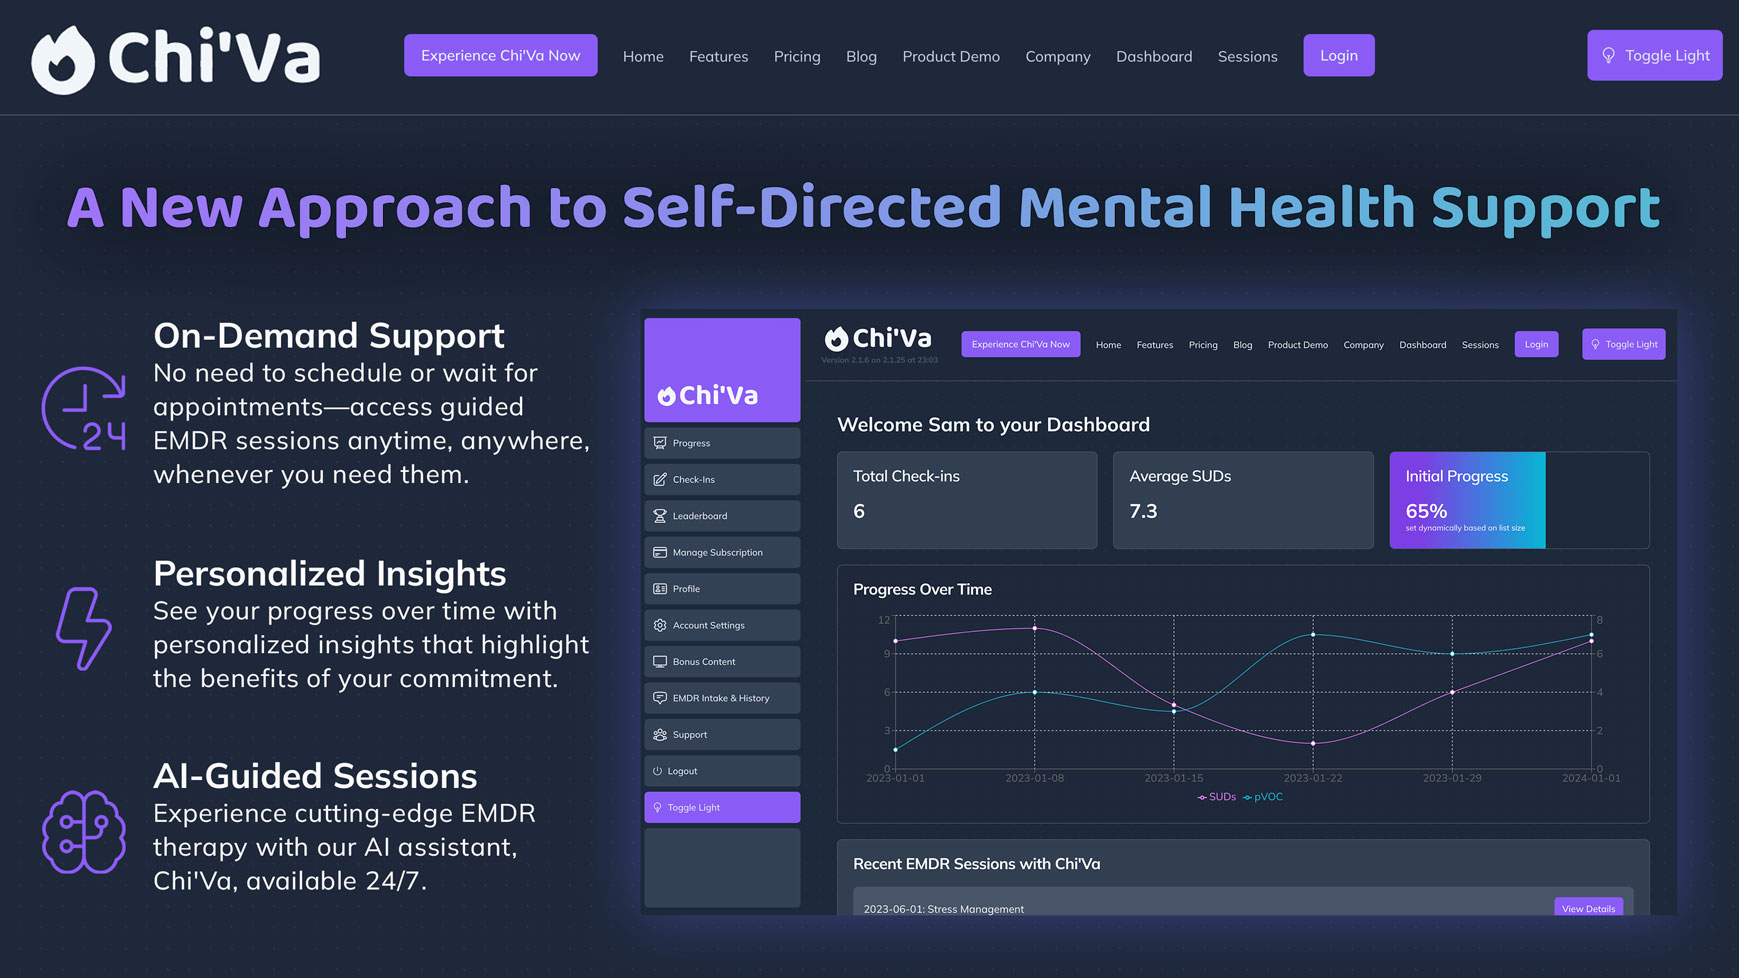 Chi'Va
Experience Chi'Va Now
Home
Features
Pricing
Blog
Product Demo
Company
Dashboard
Sessions
Login
Toggle Light
A New Approach to Self-Directed Mental Health Support
On-Demand Support
No need to schedule or wait for
appointments—access guided
EMDR sessions anytime, anywhere,
whenever you need them.
24
Personalized Insights
See your progress over time with
personalized insights that highlight
the benefits of your commitment.
AI-Guided Sessions
Experience cutting-edge EMDR
therapy with our AI assistant,
Chi'Va, available 24/7.
Chi'Va
Progress
Check-Ins
Leaderboard
Manage Subscription
Profile
Account Settings
Bonus Content
EMDR Intake & History
Support
Logout
Toggle Light
Chi'Va
Version 2.1.6 on 2.1.25 at 23:03
Experience Chi'Va Now
Home
Features
Pricing
Blog
Product Demo
Company
Dashboard
Sessions
Login
Toggle Light
Welcome Sam to your Dashboard
Total Check-ins
6
Average SUDs
7.3
Initial Progress
65%
set dynamically based on list size
Progress Over Time
12
9
6
3
0
8
6
4
2
0
2023-01-01
2023-01-08
2023-01-15
2023-01-22
2023-01-29
2024-01-01
SUDs
pVOC
Recent EMDR Sessions with Chi'Va
2023-06-01: Stress Management
View Details